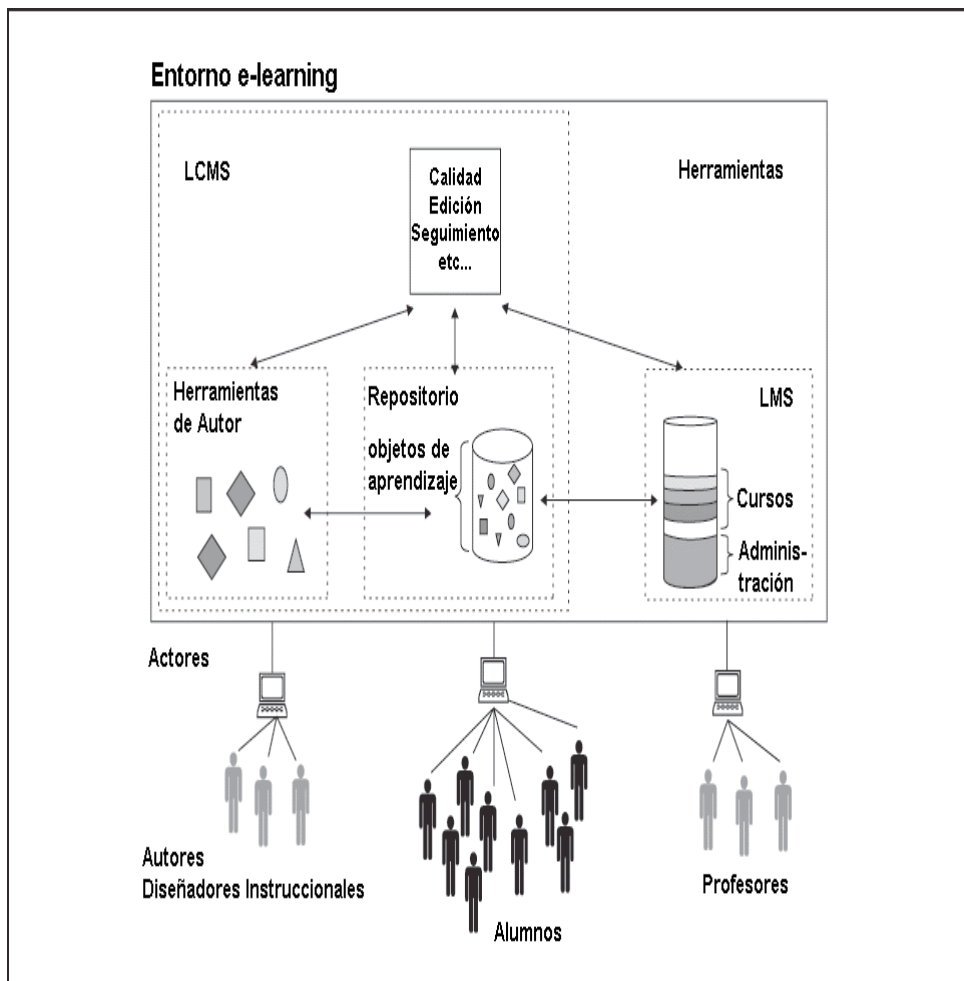 Entorno e-learning
LCMS
Herramientas
Calidad
Edición
Seguimiento
etc...
Herramientas
de Autor
Repositorio
objetos de
aprendizaje
LMS
Cursos
Adminis-
tración
Actores
Autores
Diseñadores Instruccionales
Alumnos
Profesores